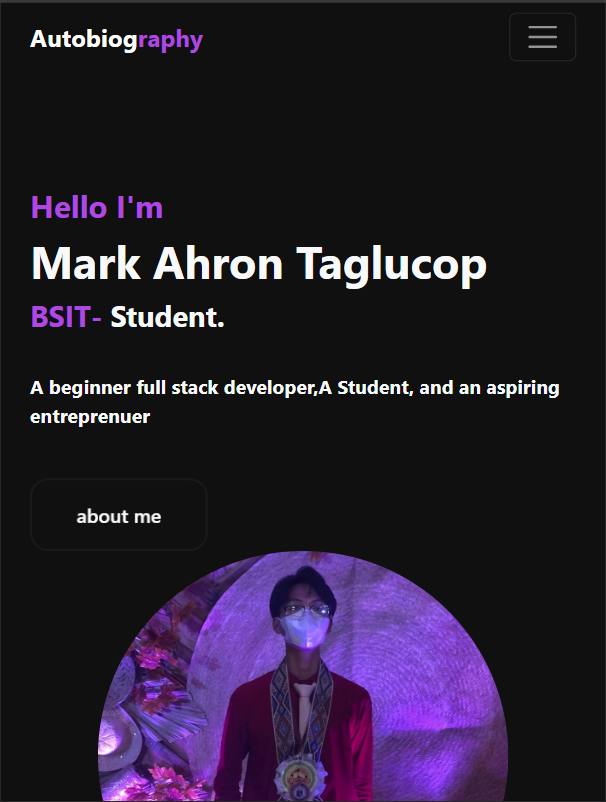 Autobiography
Hello I'm
Mark Ahron Taglucop
BSIT- Student.
A beginner full stack developer,A Student, and an aspiring
entreprenuer
about me